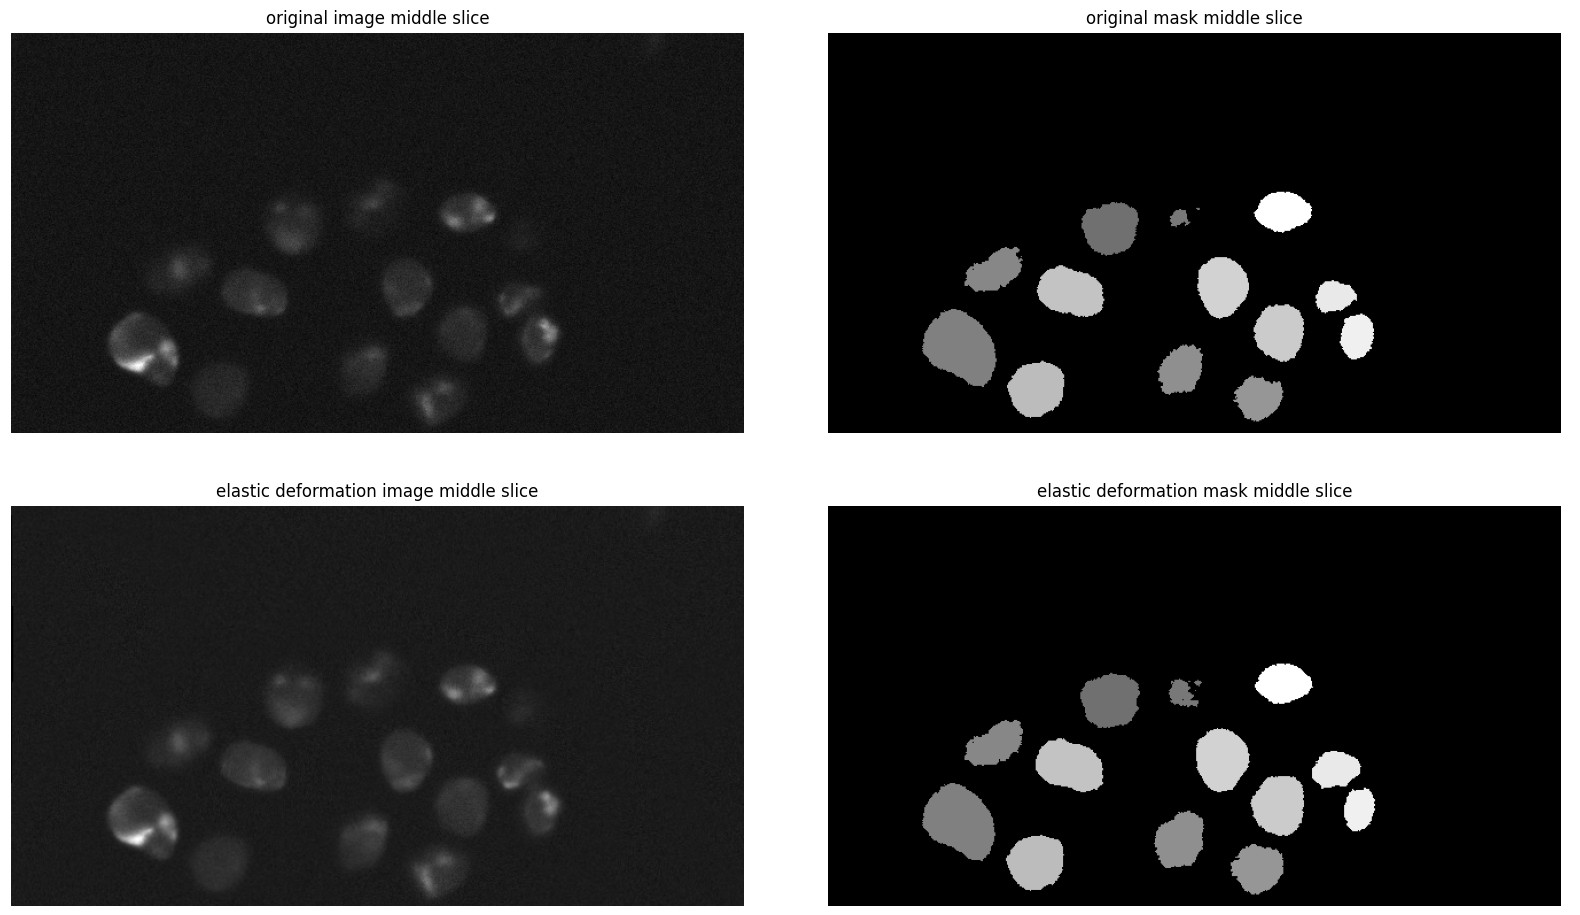 original image middle slice
original mask middle slice
elastic deformation image middle slice
elastic deformation mask middle slice